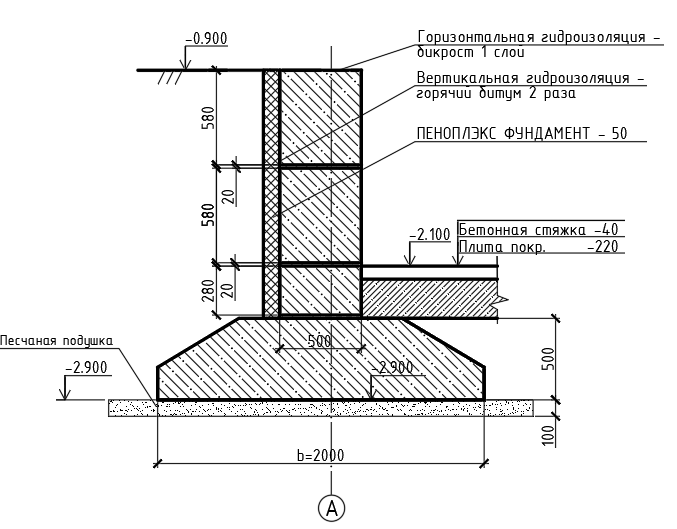 -0.900
Горизонтальная гидроизоляция -
бикрост 1 слой
Вертикальная гидроизоляция -
горячий битум 2 раза
ПЕНОПЛЭКС ФУНДАМЕНТ - 50
580
20
580
-2.100
Бетонная стяжка -40
Плита покр. -220
280
20
Песчаная подушка
500
-2.900
-2.900
500
100
b=2000
А